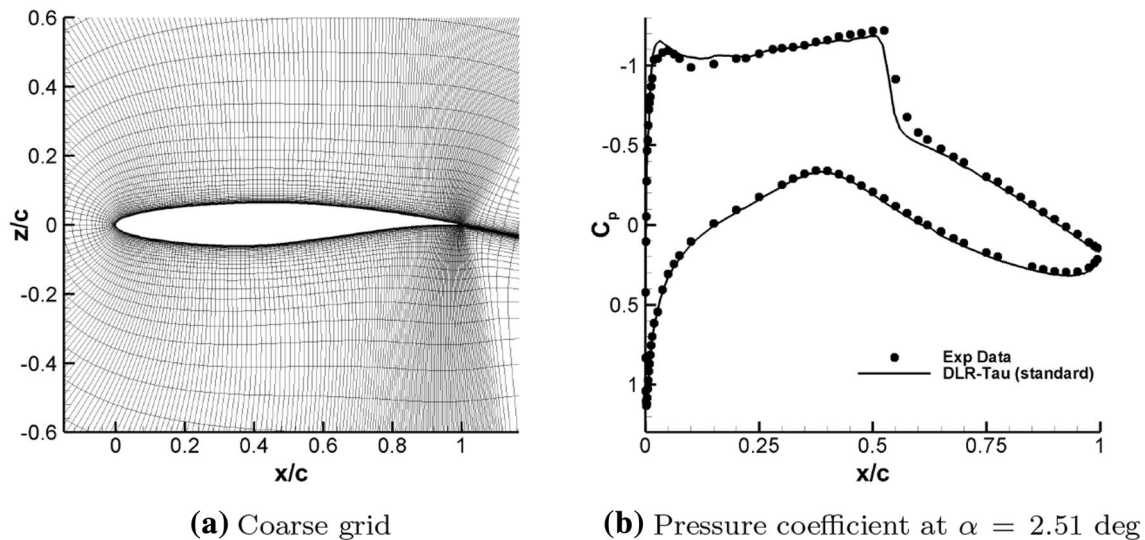 0.6
0.4
0.2
0
-0.2
-0.4
-0.6
z/c
0 0.2 0.4 0.6 0.8 1
x/c
(a) Coarse grid
-1
-0.5
0
0.5
1
Cp
Exp Data
DLR-Tau (standard)
0 0.25 0.5 0.75 1
x/c
(b) Pressure coefficient at α = 2.51 deg